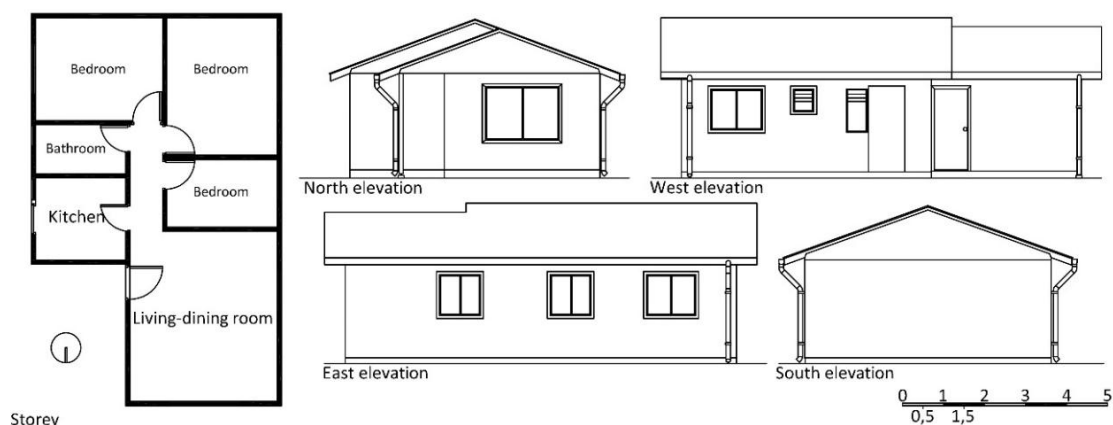 Bedroom
Bedroom
Bathroom
Bedroom
Kitchen
Living-dining room
Storey
North elevation
West elevation
East elevation
South elevation
0 1 2 3 4 5
0,5 1,5